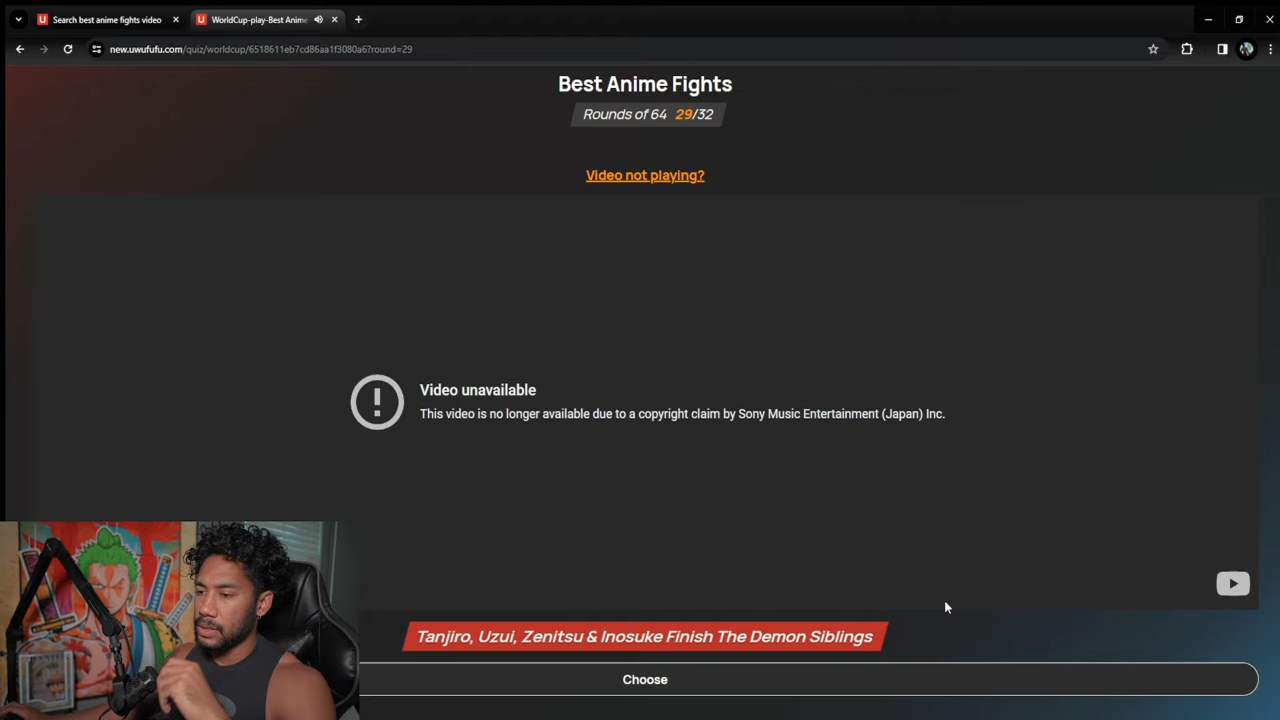 Search best anime fights video
WorldCup-play-Best Anime
new.uwufufu.com/quiz/worldcup/6518611eb7cd86aa1f3080a6?round=29
Best Anime Fights
Rounds of 64 29/32
Video not playing?
Video unavailable
This video is no longer available due to a copyright claim by Sony Music Entertainment (Japan) Inc.
Tanjiro, Uzui, Zenitsu & Inosuke Finish The Demon Siblings
Choose